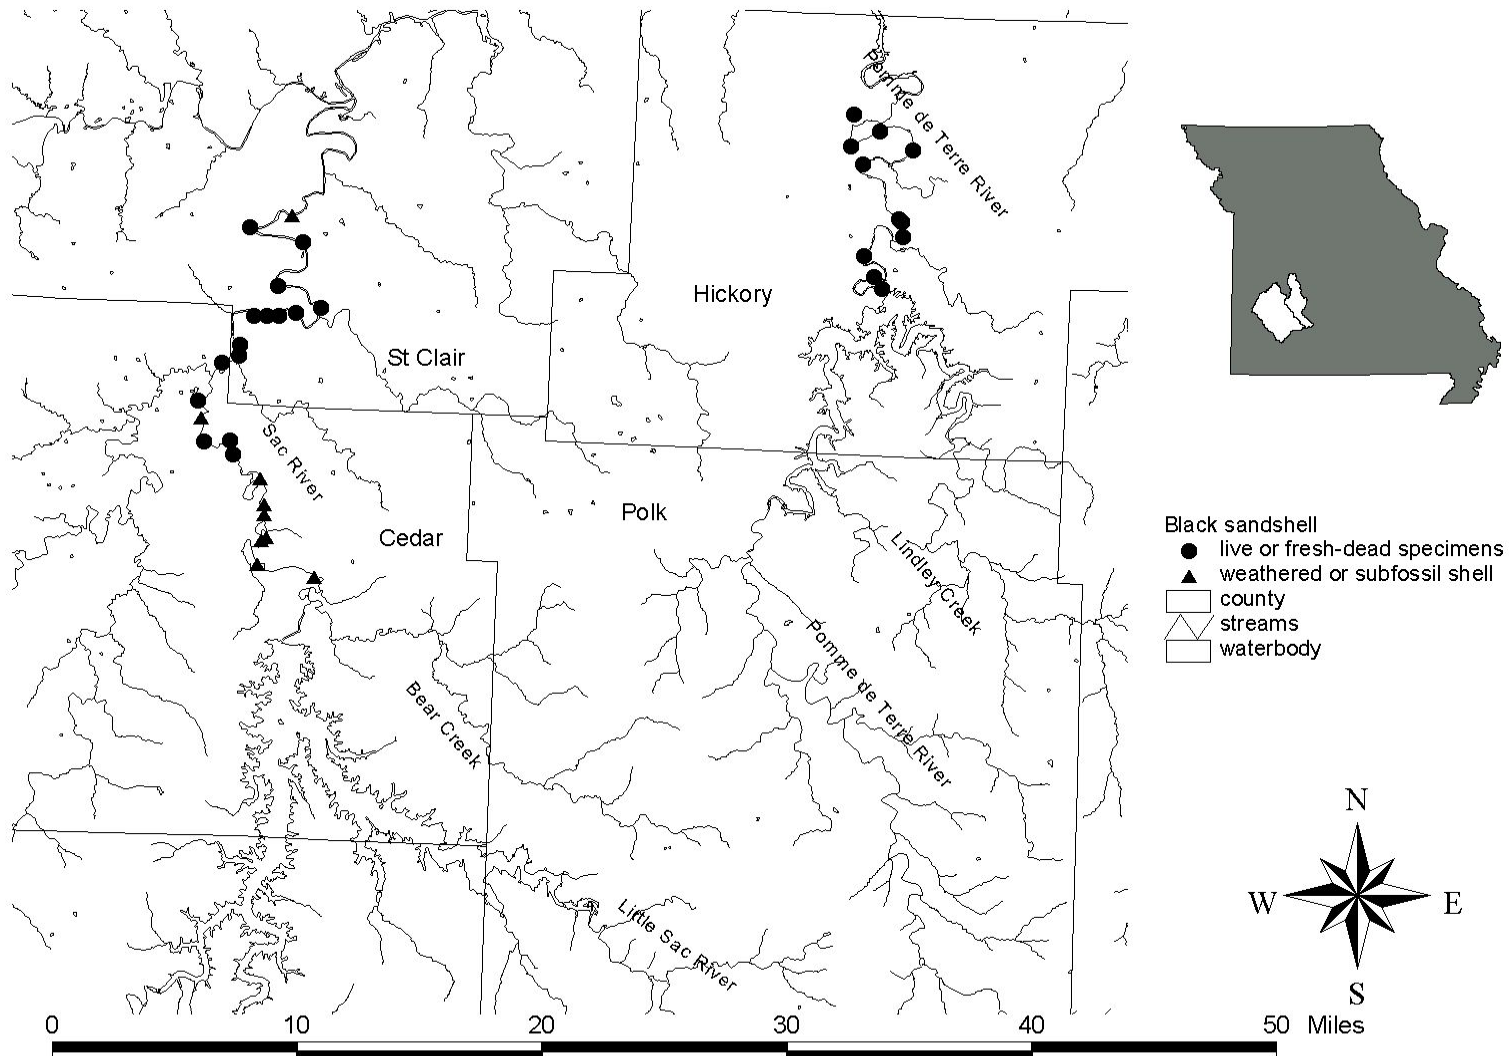 Pomme de Terre River
Hickory
St Clair
Sac River
Polk
Cedar
Lindley Creek
Pomme de Terre River
Bear Creek
Little Sac River
Black sandshell
live or fresh-dead specimens
weathered or subfossil shell
county
streams
waterbody
N
W E
S
0 10 20 30 40 50 Miles